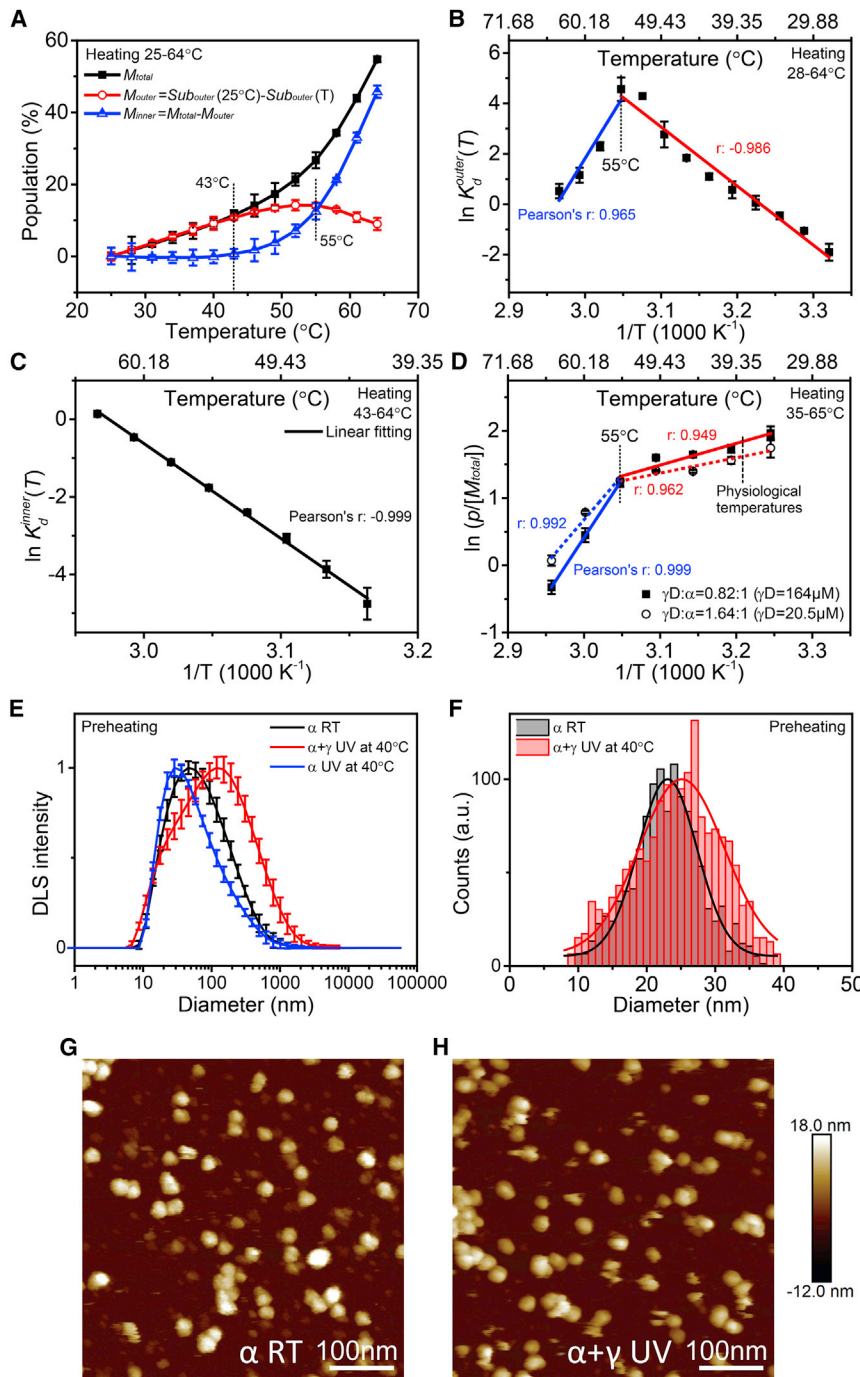 A
Heating 25-64°C
Mtotal
Mouter=Subouter(25°C)-Subouter(T)
Minner=Mtotal-Mouter
43°C
55°C
60
40
20
0
Population (%)
20 30 40 50 60 70
Temperature (°C)
B
71.68 60.18 49.43 39.35 29.88
Temperature (°C)
Heating
28-64°C
r: -0.986
55°C
Pearson's r: 0.965
6
4
2
0
-2
ln Kdouter(T)
2.9 3.0 3.1 3.2 3.3
1/T (1000 K-1)
C
60.18 49.43 39.35
Temperature (°C)
Heating
43-64°C
Linear fitting
Pearson's r: -0.999
0
-2
-4
ln Kdinner(T)
3.0 3.1 3.2
1/T (1000 K-1)
D
71.68 60.18 49.43 39.35 29.88
Temperature (°C)
Heating
35-65°C
55°C
r: 0.949
r: 0.962
Physiological
temperatures
r: 0.992
Pearson's r: 0.999
γD:α=0.82:1 (γD=164μM)
γD:α=1.64:1 (γD=20.5μM)
2
1
0
-1
ln (p/[Mtotal])
2.9 3.0 3.1 3.2 3.3
1/T (1000 K-1)
E
Preheating
α RT
α+γ UV at 40°C
α UV at 40°C
1
0
DLS intensity
1 10 100 1000 10000 100000
Diameter (nm)
F
α RT
α+γ UV at 40°C
Preheating
100
0
Counts (a.u.)
0 10 20 30 40 50
Diameter (nm)
G
α RT
100nm
H
α+γ UV
100nm
18.0 nm
-12.0 nm